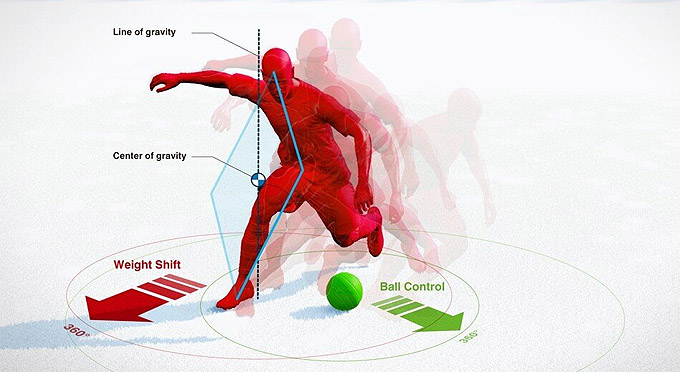 Line of gravity
Center of gravity
Weight Shift
360°
Ball Control
360°